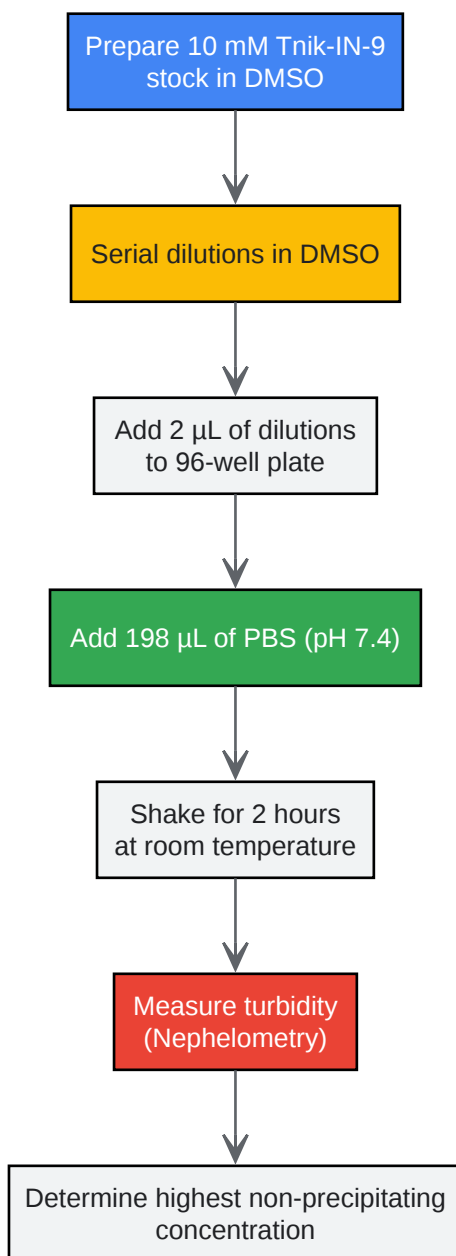 Prepare 10 mM Tnik-IN-9
stock in DMSO
Serial dilutions in DMSO
Add 2 µL of dilutions
to 96-well plate
Add 198 µL of PBS (pH 7.4)
Shake for 2 hours
at room temperature
Measure turbidity
(Nephelometry)
Determine highest non-precipitating
concentration